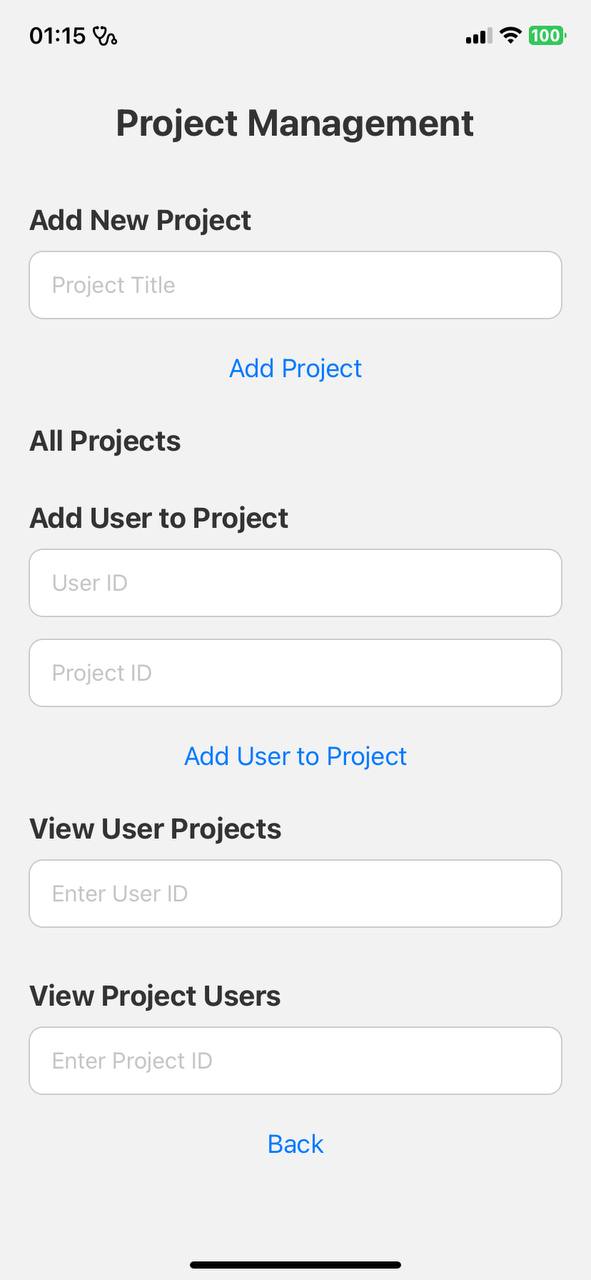 01:15
100
Project Management
Add New Project
Project Title
Add Project
All Projects
Add User to Project
User ID
Project ID
Add User to Project
View User Projects
Enter User ID
View Project Users
Enter Project ID
Back